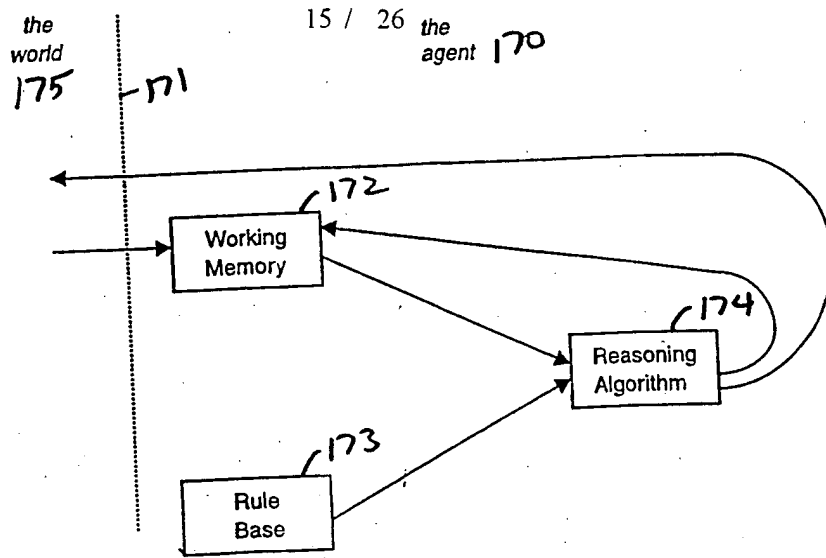 15 / 26
the
world
175
171
the
agent 170
172
Working
Memory
174
Reasoning
Algorithm
173
Rule
Base